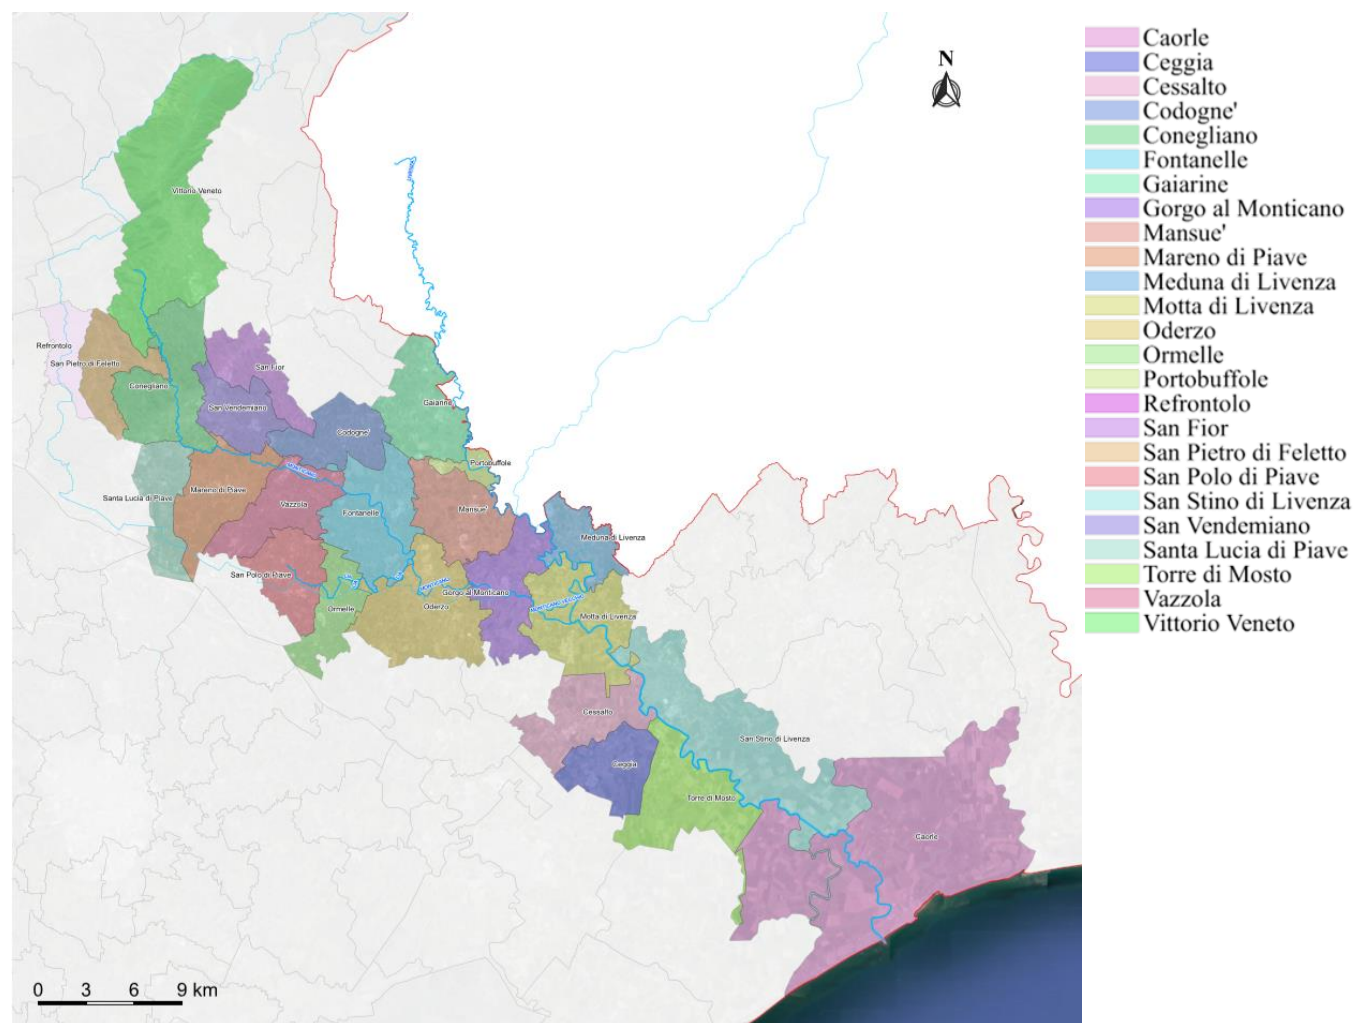 N
LIVENZA
Vittorio Veneto
Refrontolo
San Pietro di Feletto
San Fior
Conegliano
San Vendemiano
Gaiarine
Codogne'
Portobuffole
MONTICANO
Mareno di Piave
Santa Lucia di Piave
Vazzola
Fontanelle
Mansue'
Meduna di Livenza
San Polo di Piave
MONTICANO
Gorgo al Monticano
Ormelle
Oderzo
Motta di Livenza
Cessalto
San Stino di Livenza
Ceggia
Torre di Mosto
Caorle
0 3 6 9 km
Caorle
Ceggia
Cessalto
Codogne'
Conegliano
Fontanelle
Gaiarine
Gorgo al Monticano
Mansue'
Mareno di Piave
Meduna di Livenza
Motta di Livenza
Oderzo
Ormelle
Portobuffole
Refrontolo
San Fior
San Pietro di Feletto
San Polo di Piave
San Stino di Livenza
San Vendemiano
Santa Lucia di Piave
Torre di Mosto
Vazzola
Vittorio Veneto